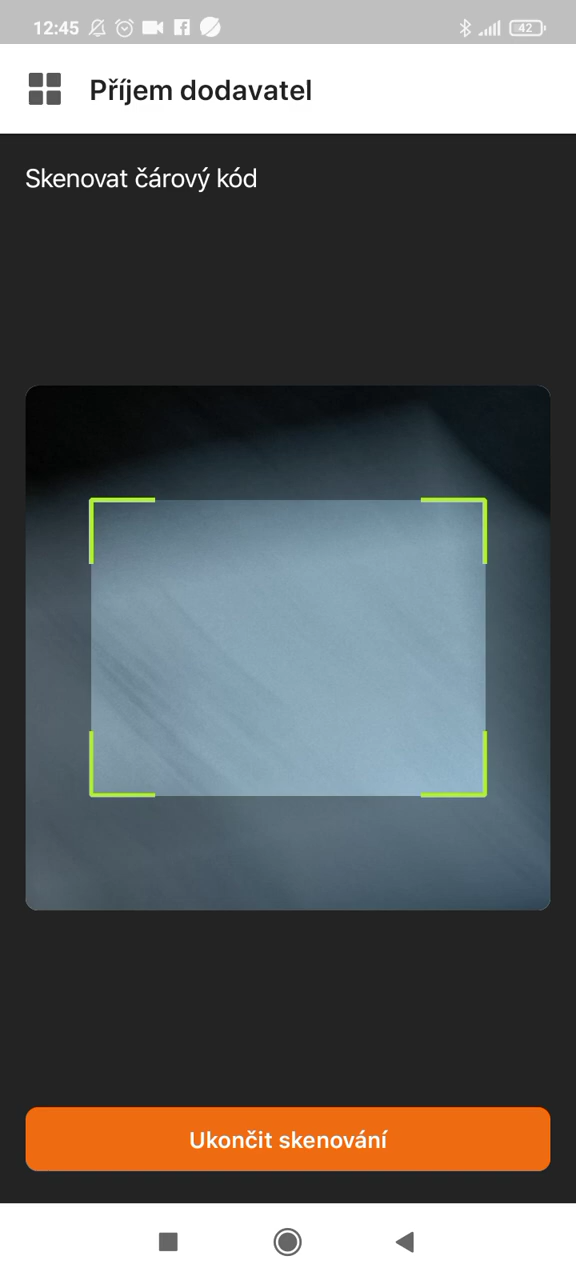 12:45
42
Příjem dodavatel
Skenovat čárový kód
Ukončit skenování